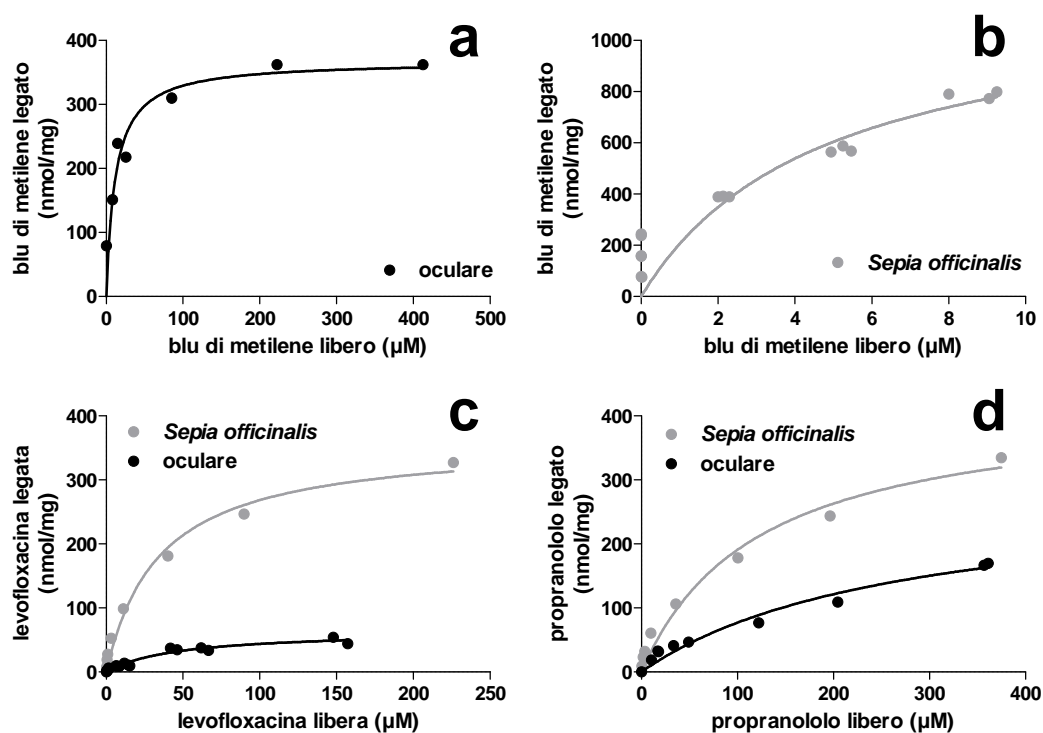 a
blu di metilene legato
(nmol/mg)
400
300
200
100
0
oculare
0 100 200 300 400 500
blu di metilene libero (µM)
b
blu di metilene legato
(nmol/mg)
1000
800
600
400
200
0
Sepia officinalis
0 2 4 6 8 10
blu di metilene libero (µM)
c
levofloxacina legata
(nmol/mg)
400
300
200
100
0
Sepia officinalis
oculare
0 50 100 150 200 250
levofloxacina libera (µM)
d
propranololo legato
(nmol/mg)
400
300
200
100
0
Sepia officinalis
oculare
0 100 200 300 400
propranololo libero (µM)